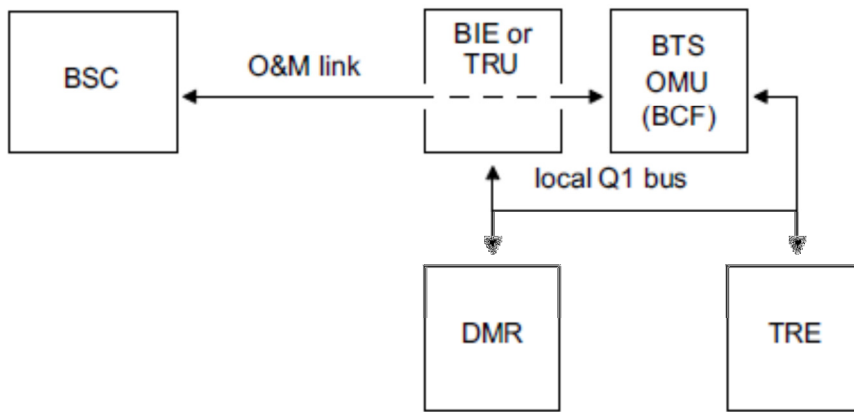 BSC
O&M link
BIE or
TRU
BTS
OMU
(BCF)
local Q1 bus
DMR
TRE